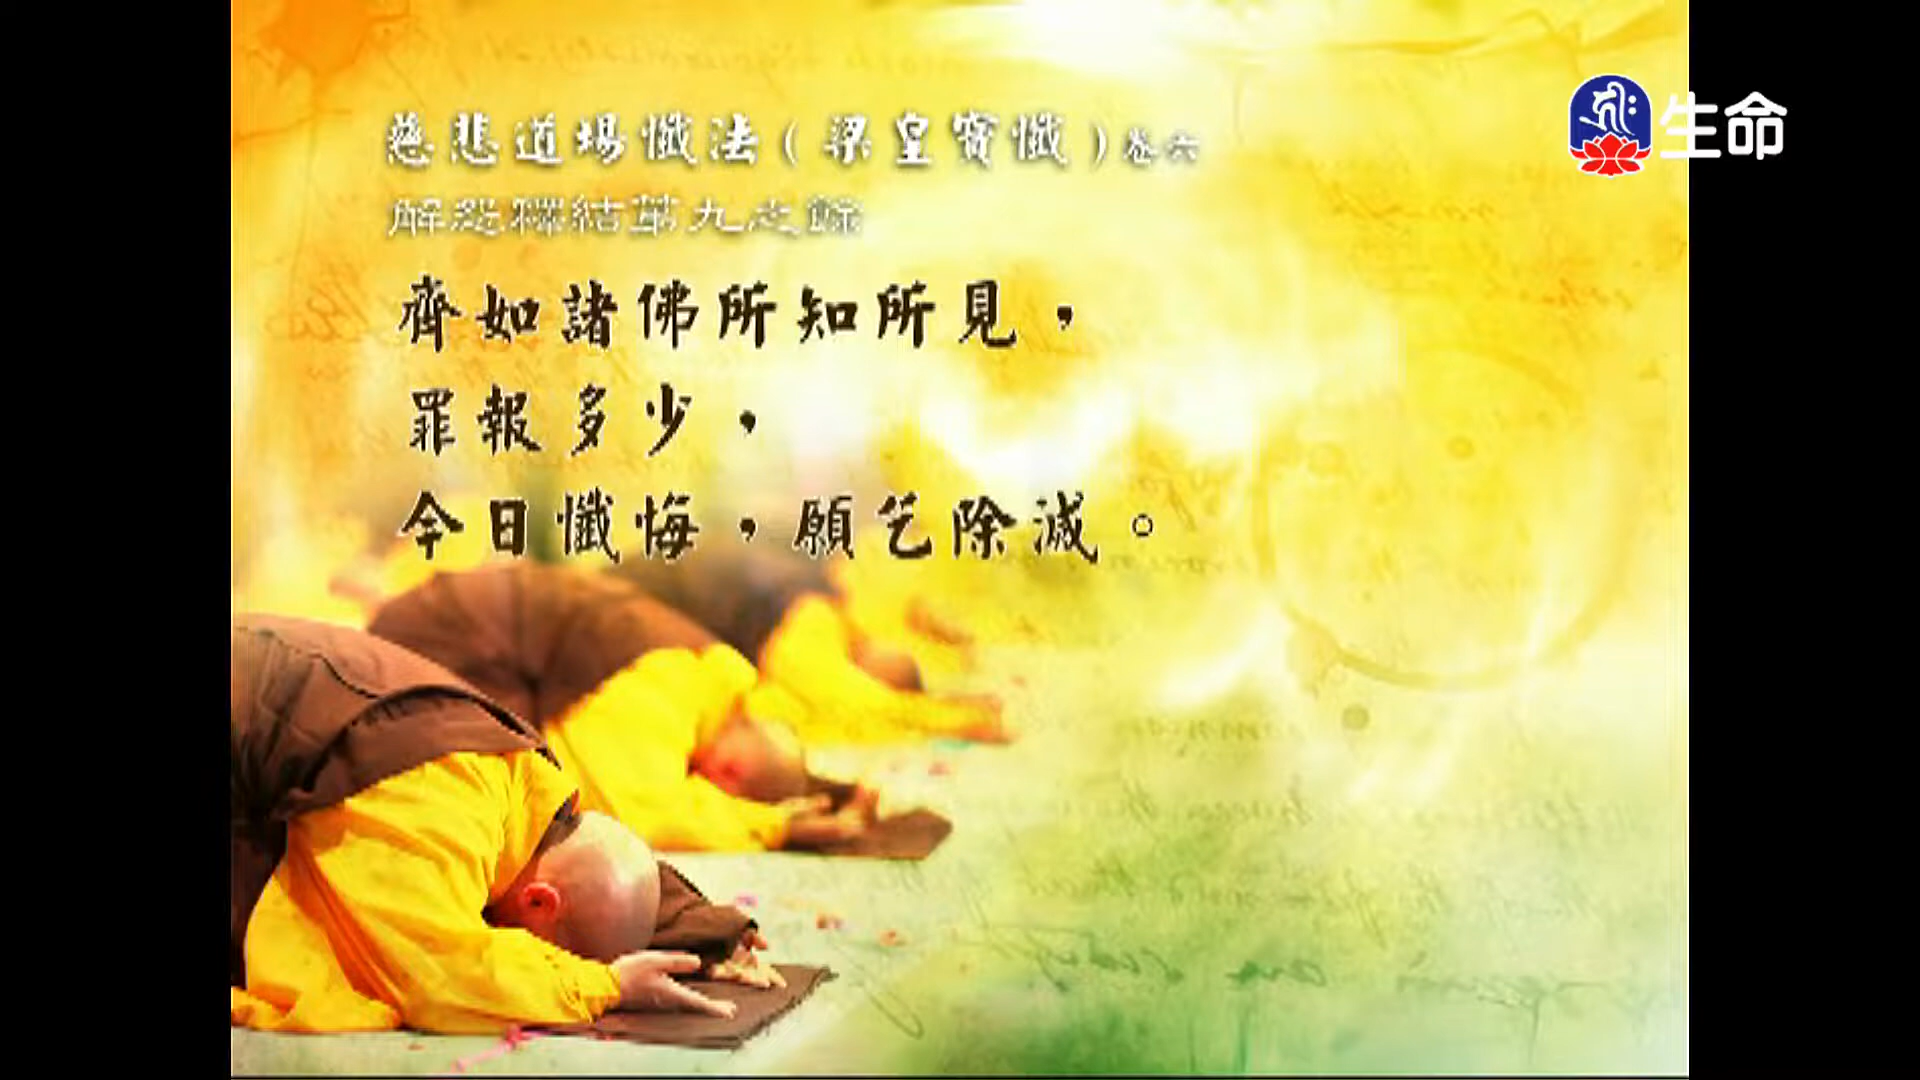 慈悲道場懺法(梁皇寶懺)卷六
生命
解冤釋結第九之餘
齊如諸佛所知所見，
罪報多少，
今日懺悔，願乞除滅。